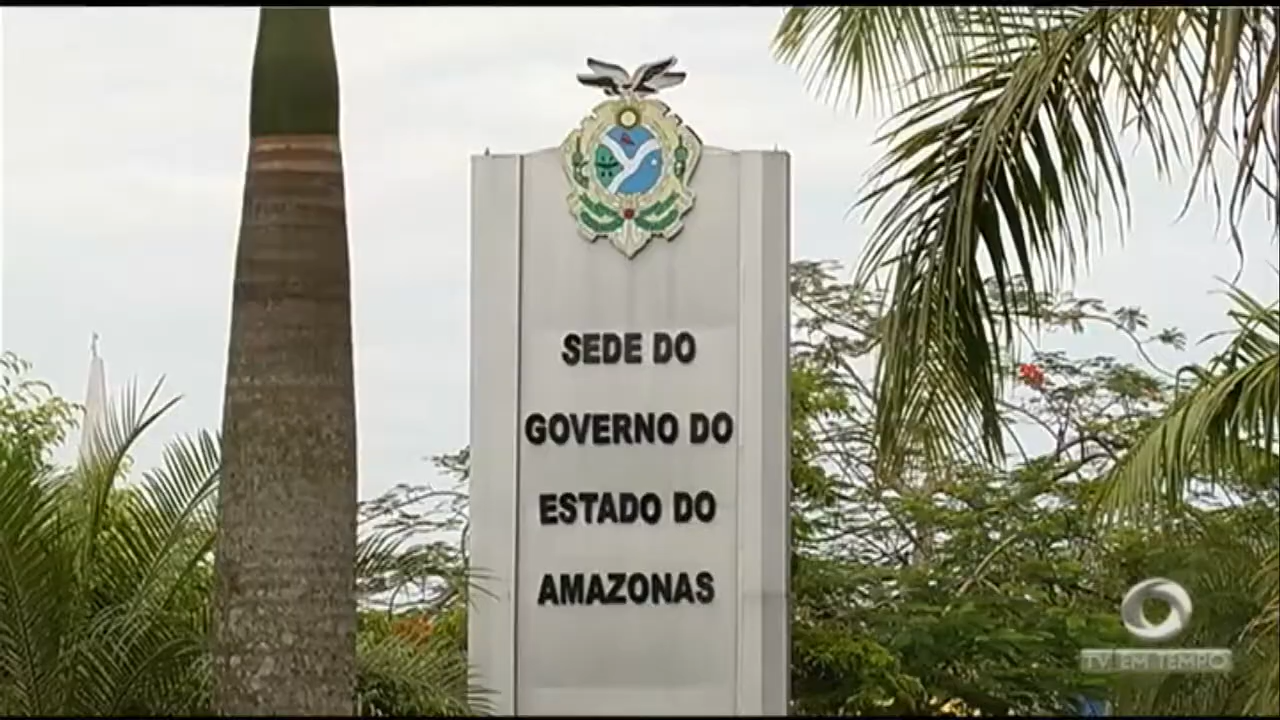 SEDE DO
GOVERNO DO
ESTADO DO
AMAZONAS
TV EM TEMPO